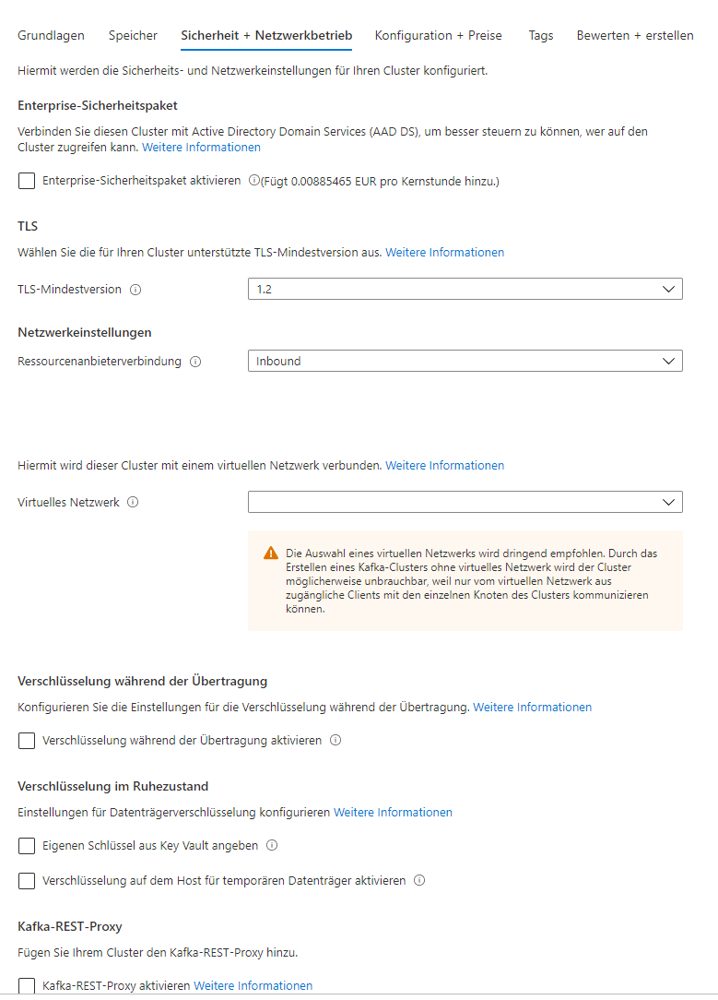 Grundlagen Speicher Sicherheit + Netzwerkbetrieb Konfiguration + Preise Tags Bewerten + erstellen
Hiermit werden die Sicherheits- und Netzwerkeinstellungen für Ihren Cluster konfiguriert.
Enterprise-Sicherheitspaket
Verbinden Sie diesen Cluster mit Active Directory Domain Services (AAD DS), um besser steuern zu können, wer auf den
Cluster zugreifen kann. Weitere Informationen
Enterprise-Sicherheitspaket aktivieren (Fügt 0.00885465 EUR pro Kernstunde hinzu.)
TLS
Wählen Sie die für Ihren Cluster unterstützte TLS-Mindestversion aus. Weitere Informationen
TLS-Mindestversion 1.2
Netzwerkeinstellungen
Ressourcenanbieterverbindung Inbound
Hiermit wird dieser Cluster mit einem virtuellen Netzwerk verbunden. Weitere Informationen
Virtuelles Netzwerk
Die Auswahl eines virtuellen Netzwerks wird dringend empfohlen. Durch das
Erstellen eines Kafka-Clusters ohne virtuelles Netzwerk wird der Cluster
möglicherweise unbrauchbar, weil nur vom virtuellen Netzwerk aus
zugängliche Clients mit den einzelnen Knoten des Clusters kommunizieren
können.
Verschlüsselung während der Übertragung
Konfigurieren Sie die Einstellungen für die Verschlüsselung während der Übertragung. Weitere Informationen
Verschlüsselung während der Übertragung aktivieren
Verschlüsselung im Ruhezustand
Einstellungen für Datenträgerverschlüsselung konfigurieren Weitere Informationen
Eigenen Schlüssel aus Key Vault angeben
Verschlüsselung auf dem Host für temporären Datenträger aktivieren
Kafka-REST-Proxy
Fügen Sie Ihrem Cluster den Kafka-REST-Proxy hinzu.
Kafka-REST-Proxy aktivieren Weitere Informationen